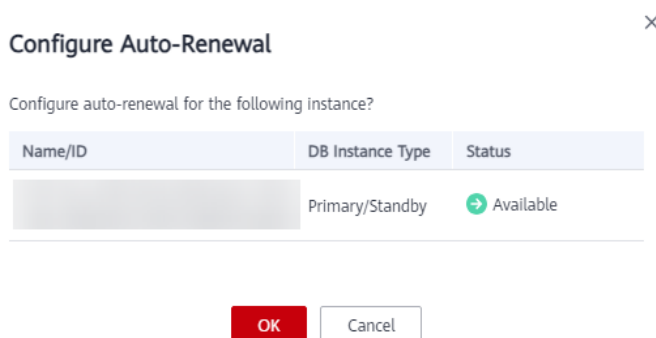 Configure Auto-Renewal
Configure auto-renewal for the following instance?
Name/ID DB Instance Type Status
Primary/Standby Available
OK Cancel